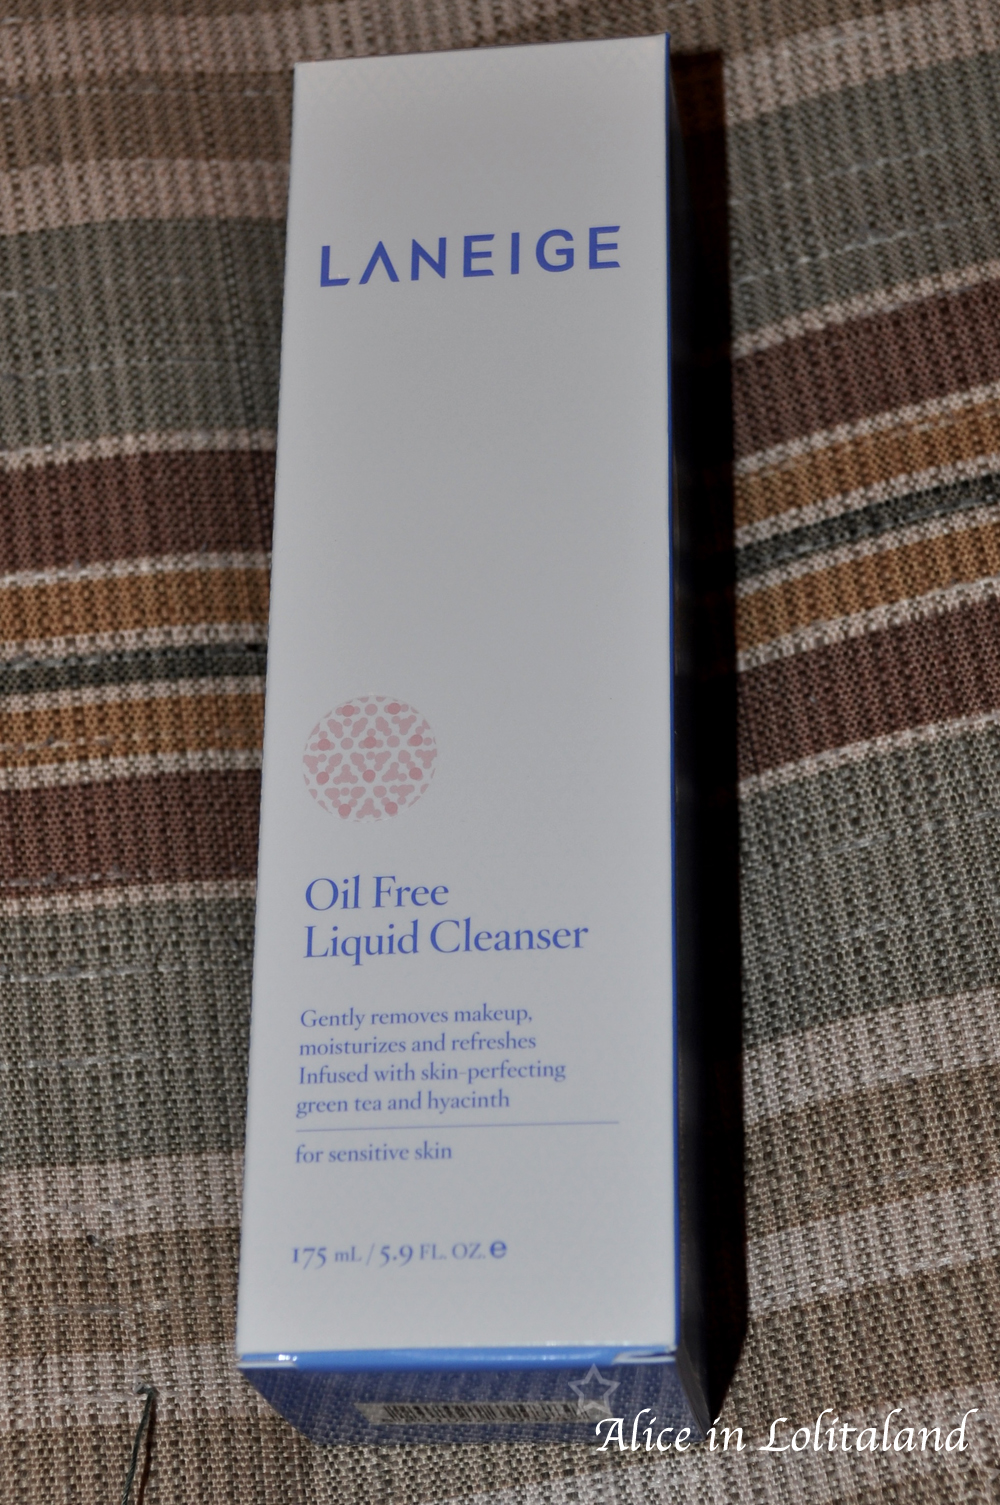 LANEIGE
Oil Free
Liquid Cleanser
Gently removes makeup,
moisturizes and refreshes
Infused with skin-perfecting
green tea and hyacinth
for sensitive skin
175 mL / 5.9 FL. OZ. e
Alice in Lolitaland